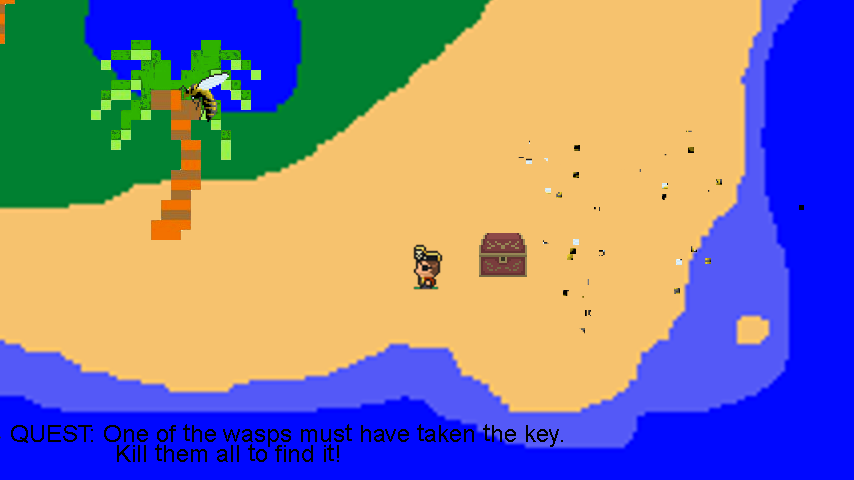 QUEST: One of the wasps must have taken the key.
Kill them all to find it!